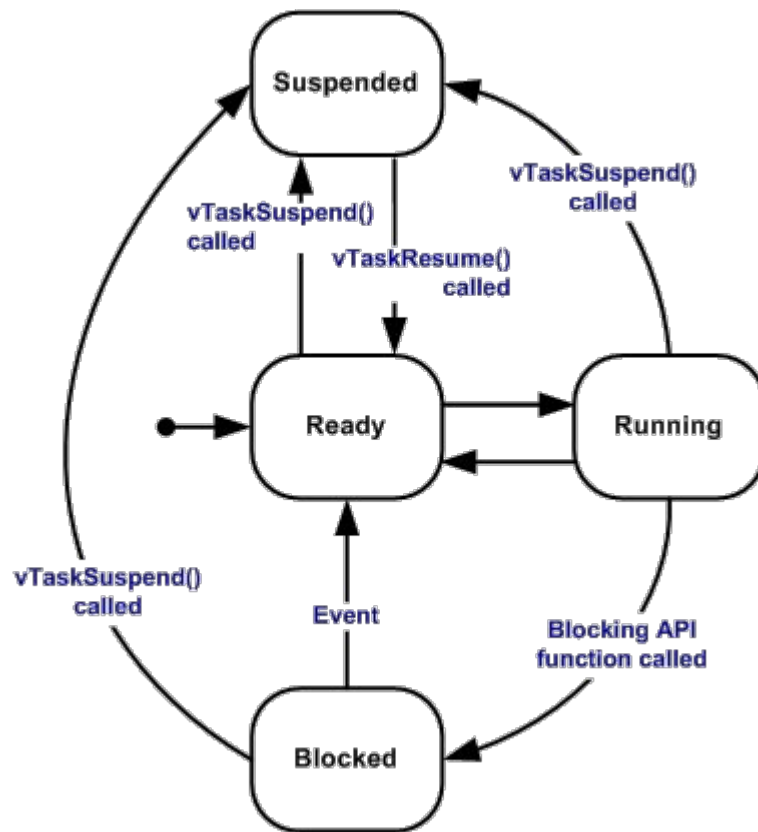 Suspended
vTaskSuspend()
called
vTaskSuspend()
called
vTaskResume()
called
Ready
Running
vTaskSuspend()
called
Event
Blocking API
function called
Blocked